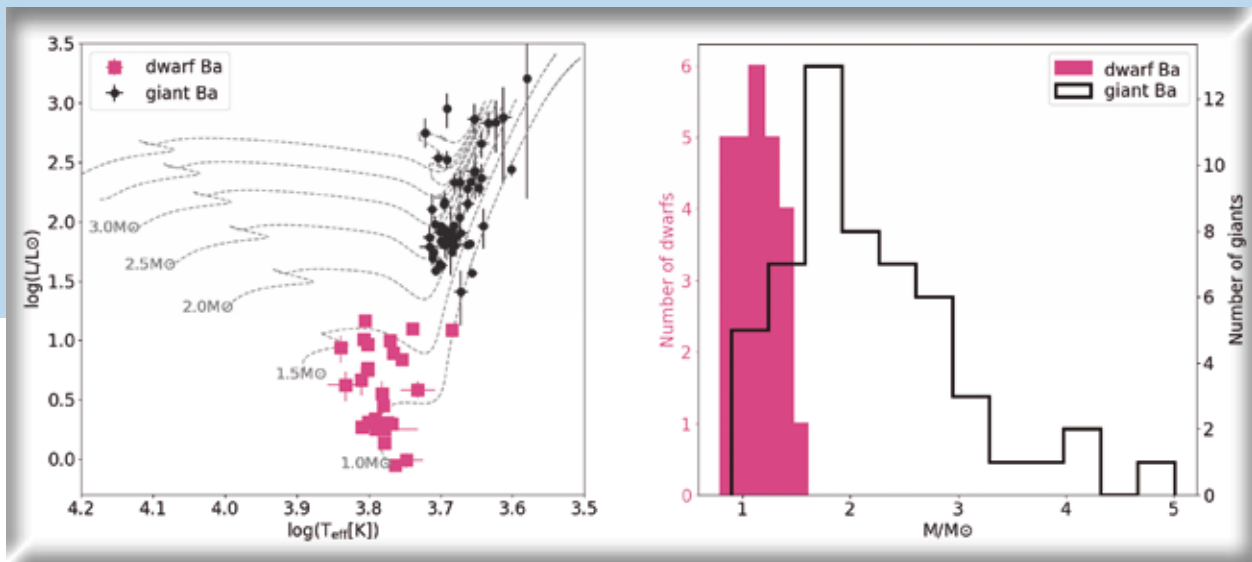 3.5
3.0
2.5
2.0
1.5
1.0
0.5
0.0
log(L/L⊙)
dwarf Ba
giant Ba
3.0M⊙
2.5M⊙
2.0M⊙
1.5M⊙
1.0M⊙
4.2 4.1 4.0 3.9 3.8 3.7 3.6 3.5
log(Teff[K])
6
5
4
3
2
1
0
Number of dwarfs
dwarf Ba
giant Ba
12
10
8
6
4
2
0
Number of giants
1 2 3 4 5
M/M⊙